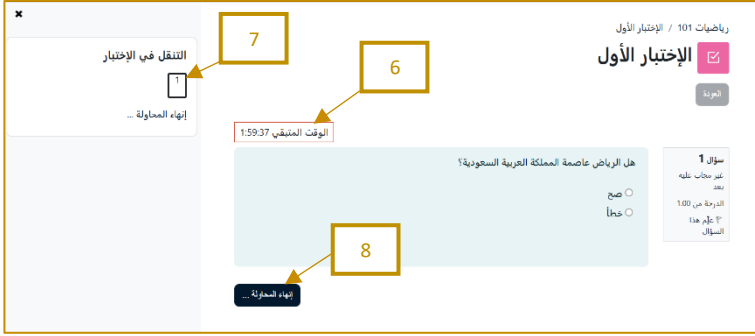 رياضيات 101 / الإختبار الأول
الإختبار الأول
العودة
✖
التنقل في الإختبار
1
إنهاء المحاولة ...
7
6
الوقت المتبقي 1:59:37
سؤال 1
غير مجاب عليه
بعد
الدرجة من 1.00
علِّم هذا
السؤال
هل الرياض عاصمة المملكة العربية السعودية؟
صح
خطأ
8
إنهاء المحاولة ...